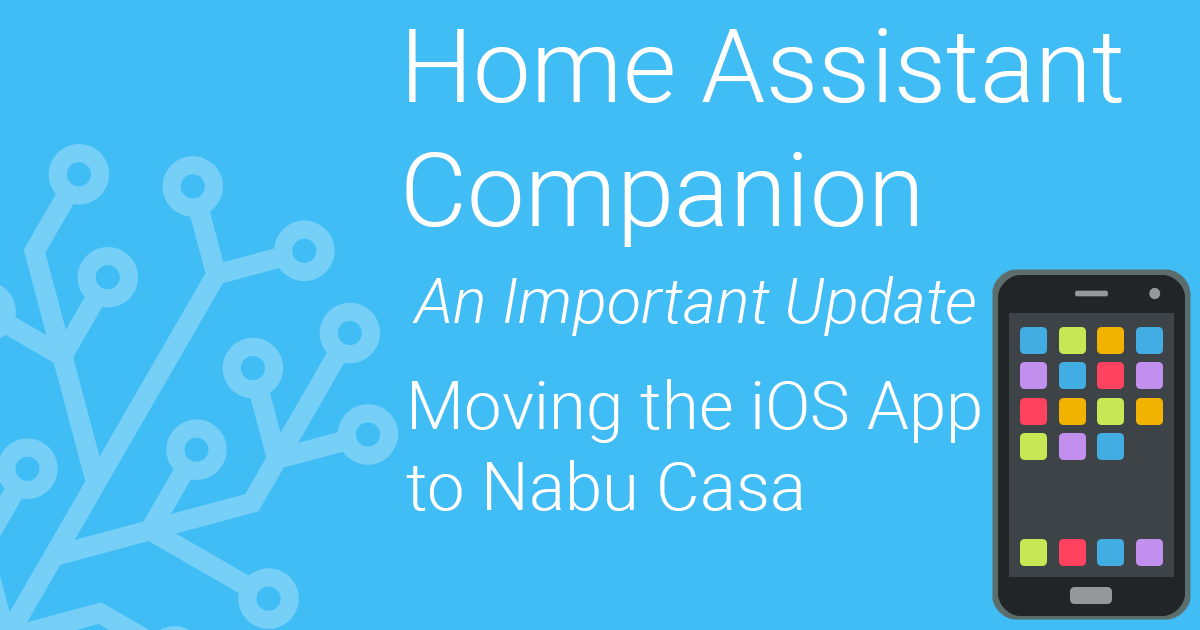 Home Assistant
Companion
An Important Update
Moving the iOS App
to Nabu Casa